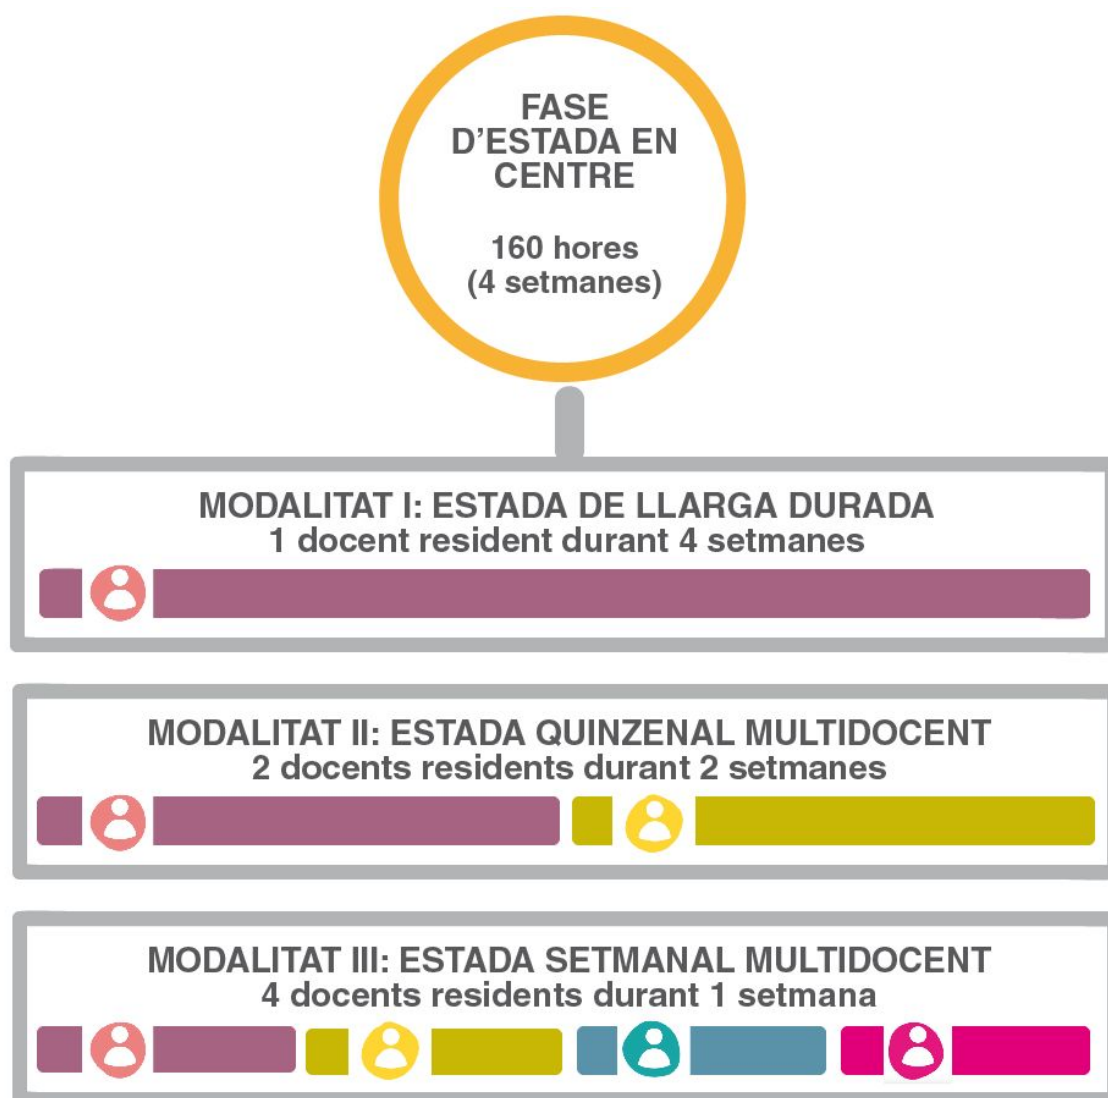 FASE
D’ESTADA EN
CENTRE
160 hores
(4 setmanes)
MODALITAT I: ESTADA DE LLARGA DURADA
1 docent resident durant 4 setmanes
MODALITAT II: ESTADA QUINZENAL MULTIDOCENT
2 docents residents durant 2 setmanes
MODALITAT III: ESTADA SETMANAL MULTIDOCENT
4 docents residents durant 1 setmana